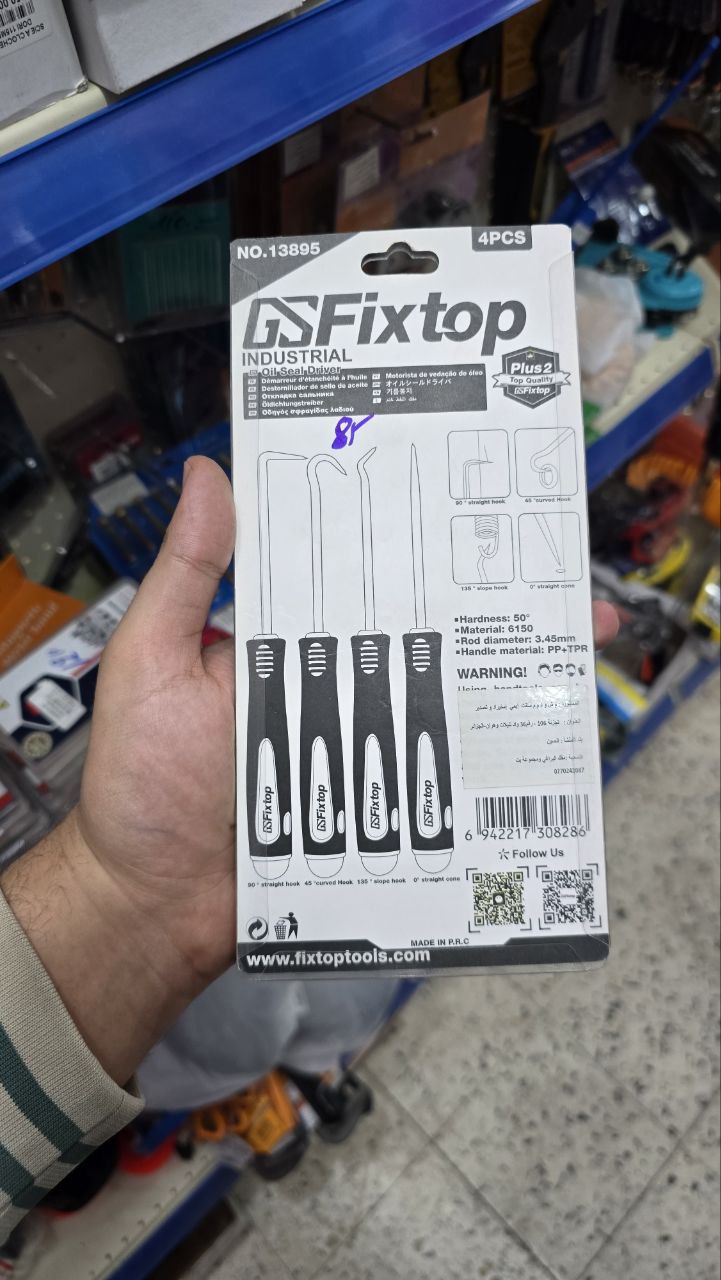 NO.13895
4PCS
GSFixtop
INDUSTRIAL
Oil Seal Driver
Démarreur d'étanchéité à l'huile
Destornillador de sello de aceite
Откладка сальника
Öldichtungstreiber
Οδηγός σφραγίδας λαδιού
Motorista de vedação de óleo
オイルシールドライバ
Plus2
Top Quality
GSFixtop
90 ° straight hook
45 °curved Hook
135 ° slope hook
0° straight cone
▪Hardness: 50°
▪Material: 6150
▪Rod diameter: 3.45mm
▪Handle material: PP+TPR
WARNING!
GSFixtop
GSFixtop
GSFixtop
GSFixtop
90 ° straight hook 45 °curved Hook 135 ° slope hook 0° straight cone
6 942217 308286
Follow Us
MADE IN P.R.C
www.fixtoptools.com